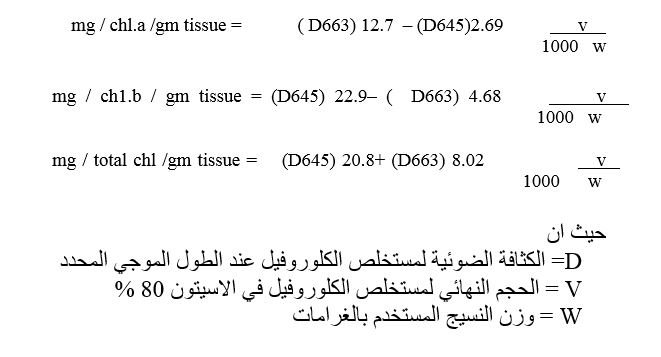 mg / chl.a /gm tissue = ( D663) 12.7 – (D645)2.69 v
1000 w
mg / ch1.b / gm tissue = (D645) 22.9– ( D663) 4.68 v
1000 w
mg / total chl /gm tissue = (D645) 20.8+ (D663) 8.02 v
1000 w
حيث ان
D= الكثافة الضوئية لمستخلص الكلوروفيل عند الطول الموجي المحدد
V = الحجم النهائي لمستخلص الكلوروفيل في الاسيتون 80 %
W = وزن النسيج المستخدم بالغرامات